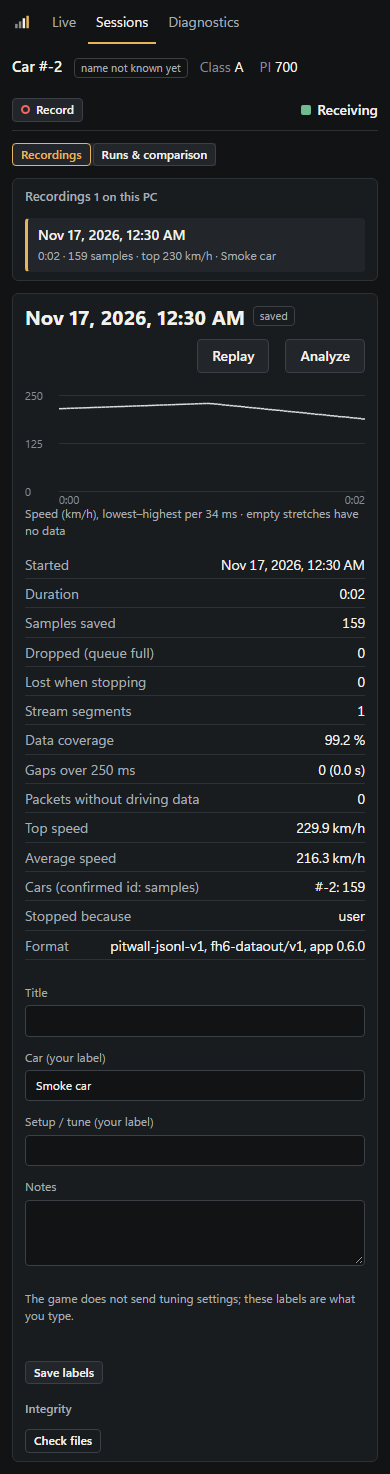 Live Sessions Diagnostics
Car #-2 name not known yet Class A PI 700
Record Receiving
Recordings Runs & comparison
Recordings 1 on this PC
Nov 17, 2026, 12:30 AM
0:02 · 159 samples · top 230 km/h · Smoke car
Nov 17, 2026, 12:30 AM saved
Replay Analyze
250
125
0
0:00 0:02
Speed (km/h), lowest–highest per 34 ms · empty stretches have
no data
Started Nov 17, 2026, 12:30 AM
Duration 0:02
Samples saved 159
Dropped (queue full) 0
Lost when stopping 0
Stream segments 1
Data coverage 99.2 %
Gaps over 250 ms 0 (0.0 s)
Packets without driving data 0
Top speed 229.9 km/h
Average speed 216.3 km/h
Cars (confirmed id: samples) #-2: 159
Stopped because user
Format pitwall-jsonl-v1, fh6-dataout/v1, app 0.6.0
Title
Car (your label)
Smoke car
Setup / tune (your label)
Notes
The game does not send tuning settings; these labels are what
you type.
Save labels
Integrity
Check files